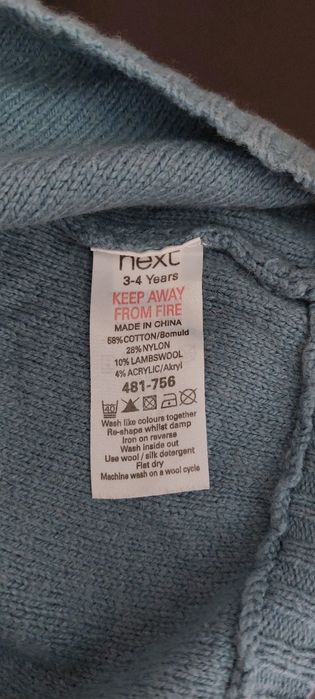 next
3-4 Years
KEEP AWAY
FROM FIRE
MADE IN CHINA
58%COTTON/Bomuld
28%NYLON
10%LAMBSWOOL
4%ACRYLIC/Akryl
481-756
40
Wash like colours together
Re-shape whilst damp
Iron on reverse
Wash inside out
Use wool / silk detergent
Flat dry
Machine wash on a wool cycle